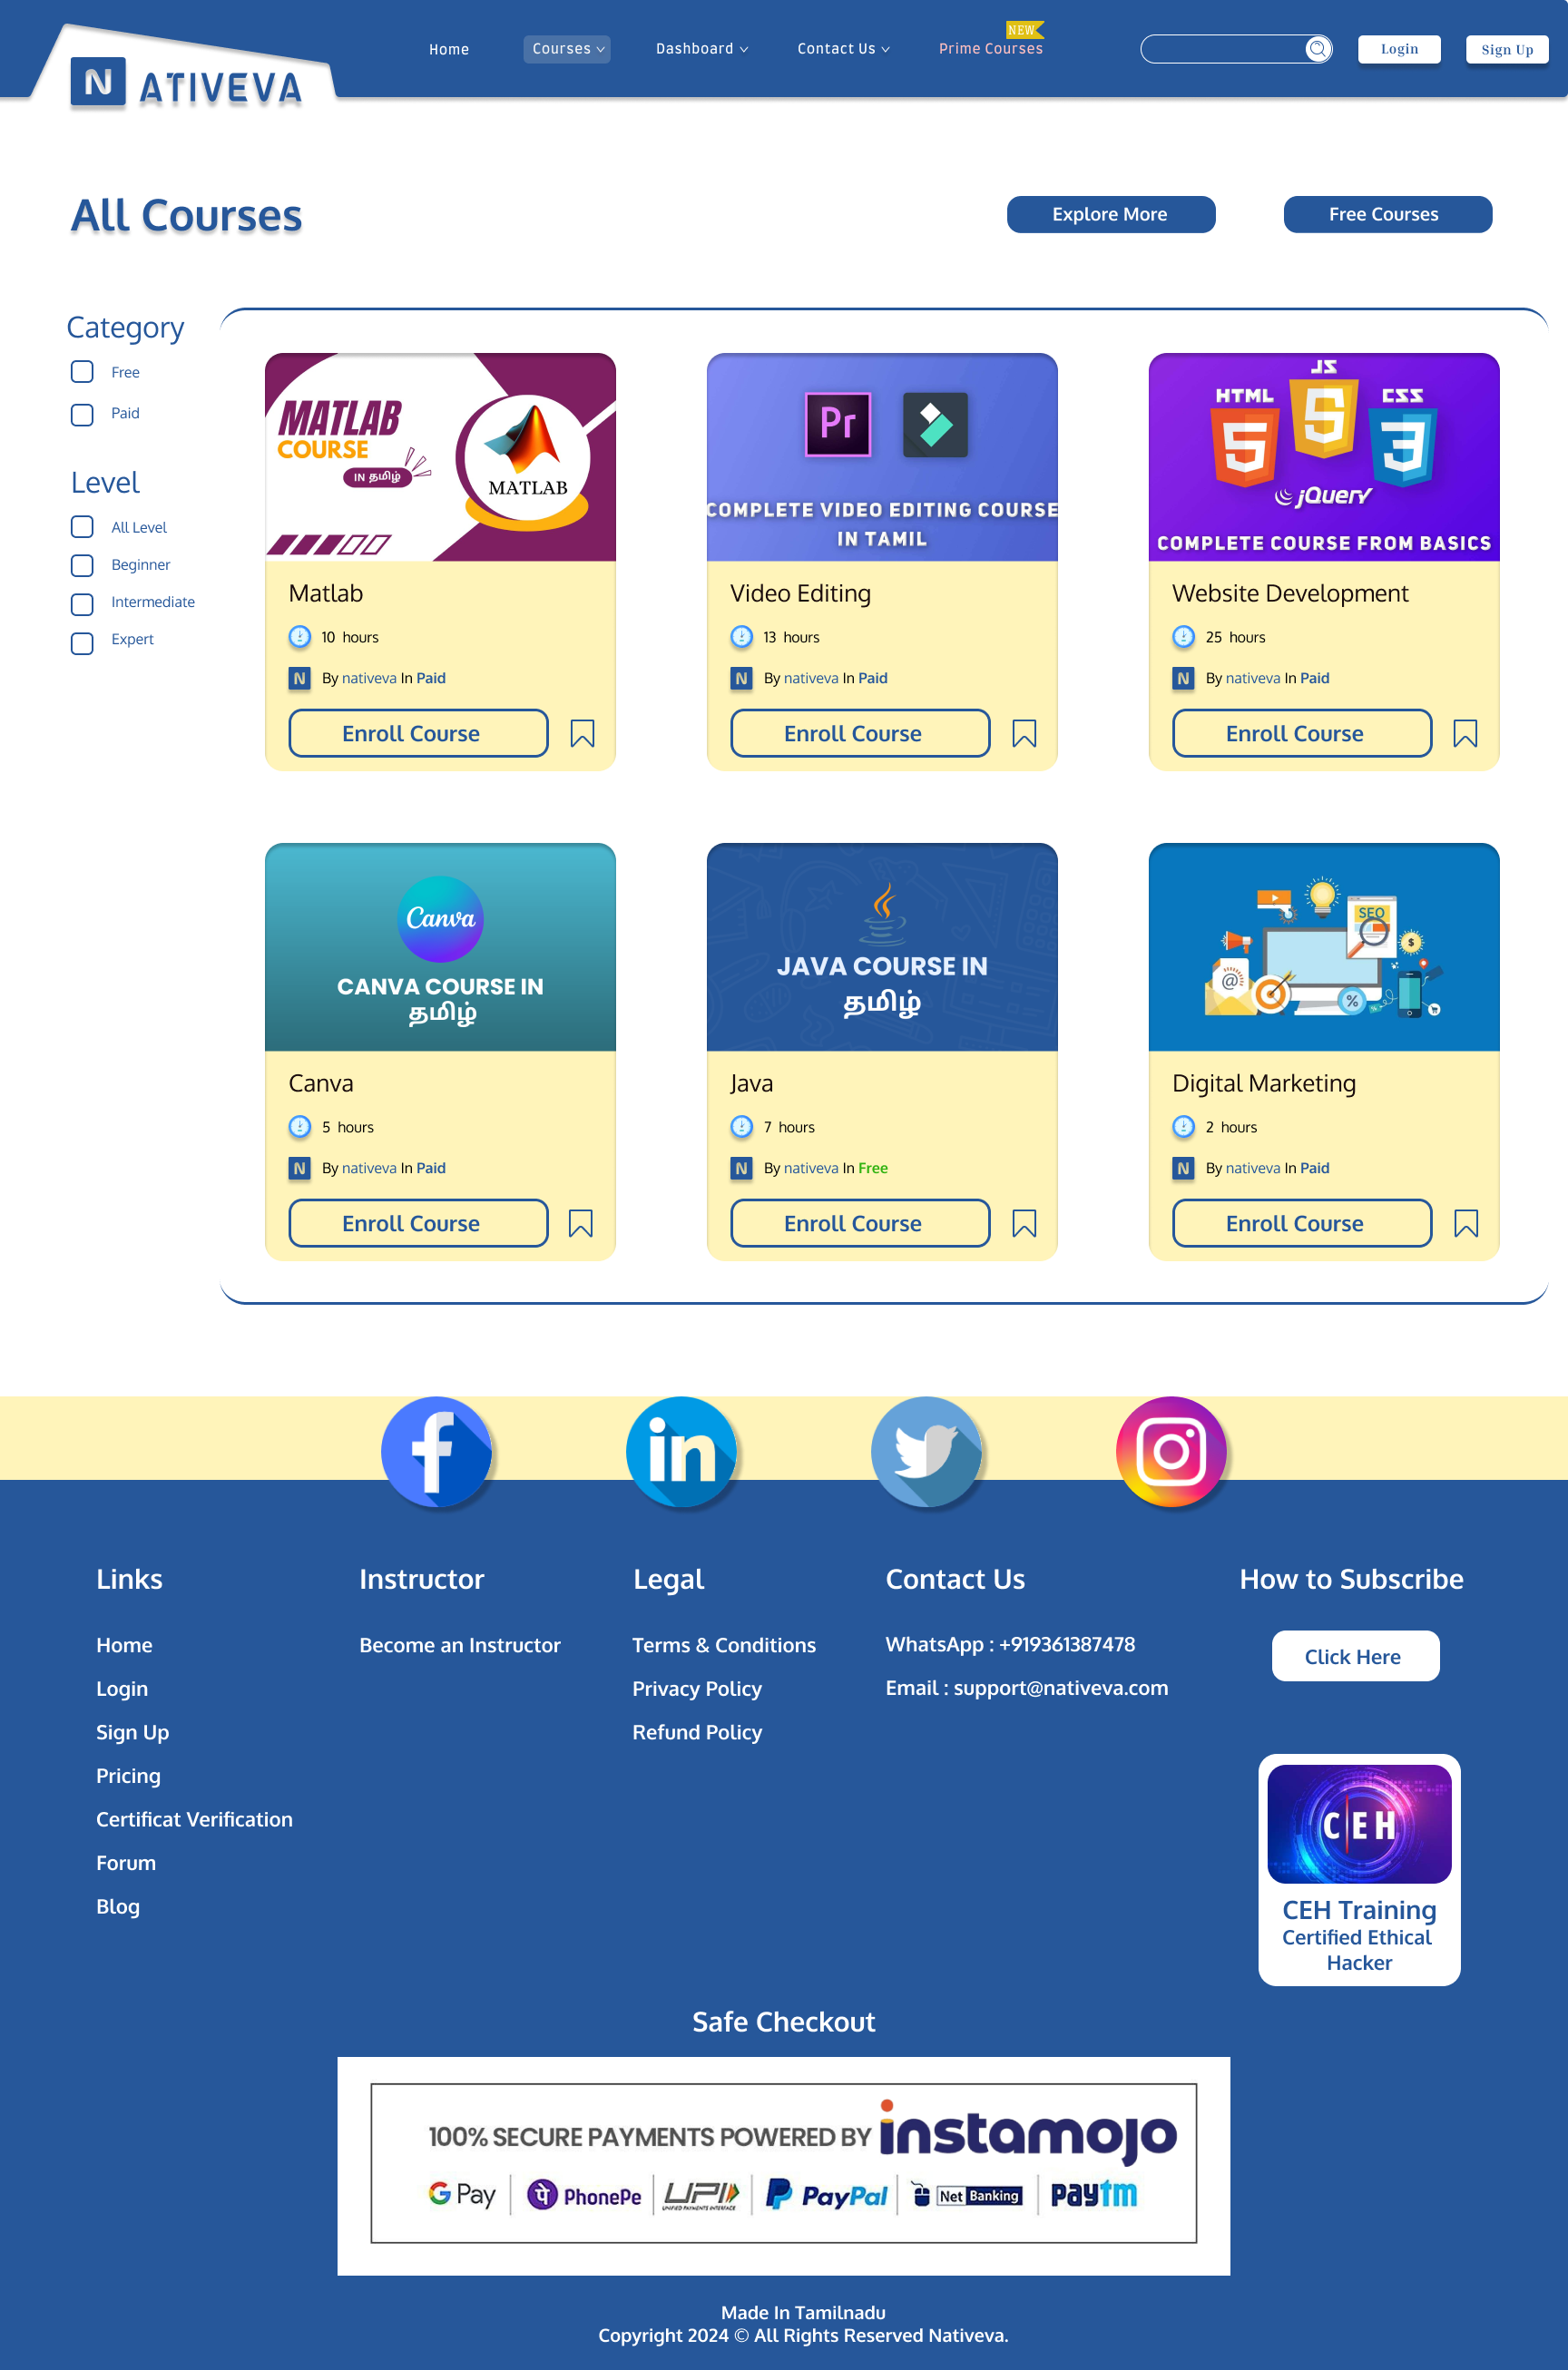 N ATIVEVA
Home
Courses
Dashboard
Contact Us
NEW
Prime Courses
Login
Sign Up
All Courses
Explore More
Free Courses
Category
Free
Paid
Level
All Level
Beginner
Intermediate
Expert
MATLAB
COURSE
IN தமிழ்
MATLAB
Matlab
10 hours
N By nativeva In Paid
Enroll Course
Pr
COMPLETE VIDEO EDITING COURSE
IN TAMIL
Video Editing
13 hours
N By nativeva In Paid
Enroll Course
JS
HTML
CSS
5
5
3
jQuery
COMPLETE COURSE FROM BASICS
Website Development
25 hours
N By nativeva In Paid
Enroll Course
Canva
CANVA COURSE IN
தமிழ்
Canva
5 hours
N By nativeva In Paid
Enroll Course
JAVA COURSE IN
தமிழ்
Java
7 hours
N By nativeva In Free
Enroll Course
SEO
$
@
%
Digital Marketing
2 hours
N By nativeva In Paid
Enroll Course
f
in
Links
Home
Login
Sign Up
Pricing
Certificat Verification
Forum
Blog
Instructor
Become an Instructor
Legal
Terms & Conditions
Privacy Policy
Refund Policy
Contact Us
WhatsApp : +919361387478
Email : support@nativeva.com
How to Subscribe
Click Here
C|EH
CEH Training
Certified Ethical
Hacker
Safe Checkout
100% SECURE PAYMENTS POWERED BY instamojo
G Pay
पे PhonePe
UPI
UNIFIED PAYMENTS INTERFACE
PayPal
Net Banking
paytm
Made In Tamilnadu
Copyright 2024 © All Rights Reserved Nativeva.